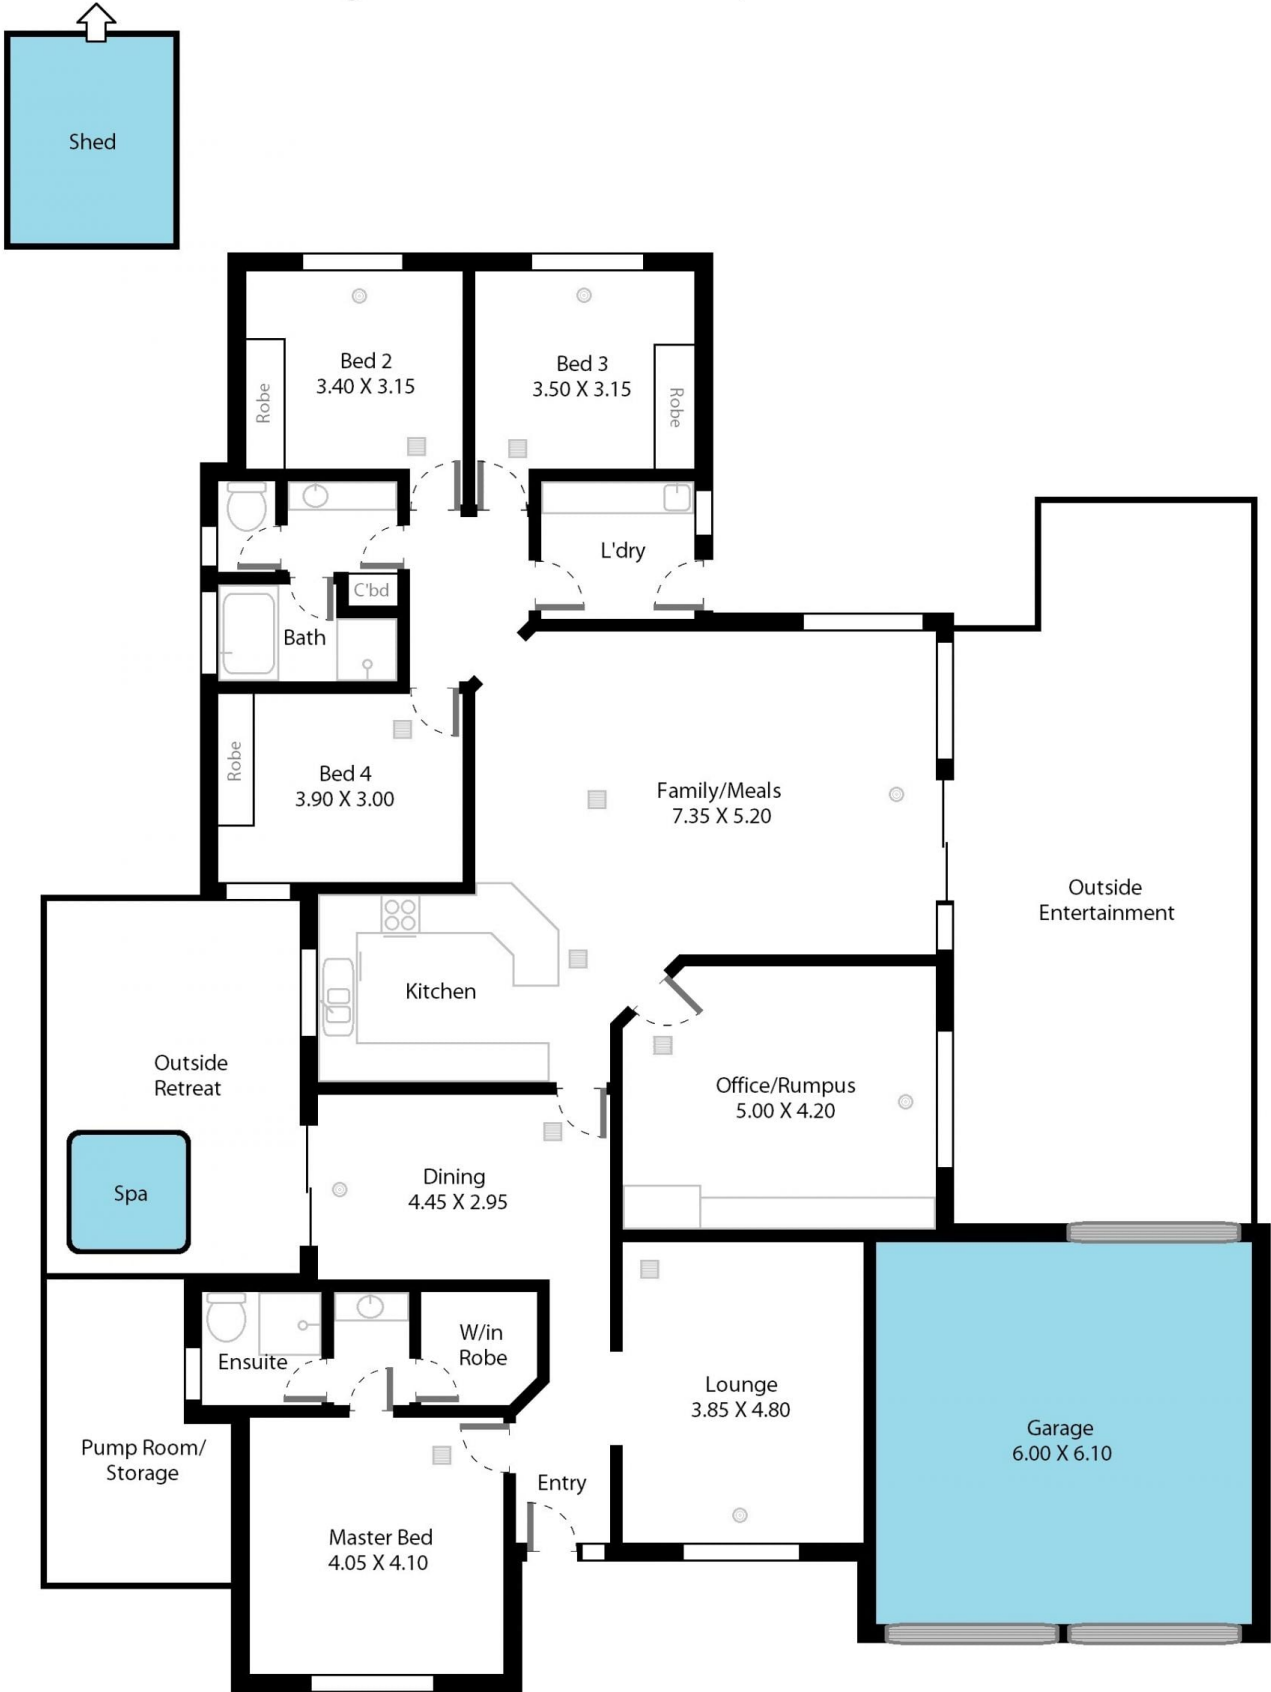 Shed
Bed 2
3.40 X 3.15
Robe
Bed 3
3.50 X 3.15
Robe
L'dry
C'bd
Bath
Robe
Bed 4
3.90 X 3.00
Family/Meals
7.35 X 5.20
Outside
Entertainment
Kitchen
Outside
Retreat
Office/Rumpus
5.00 X 4.20
Spa
Dining
4.45 X 2.95
W/in
Robe
Ensuite
Lounge
3.85 X 4.80
Garage
6.00 X 6.10
Pump Room/
Storage
Entry
Master Bed
4.05 X 4.10